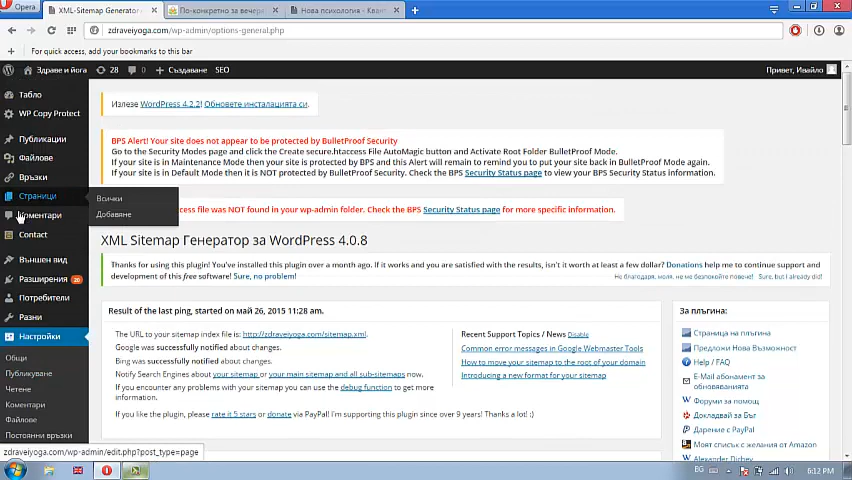 Opera
XML-Sitemap Generator
По-конкретно за вечеря
Нова психология - Квант
zdraveiyoga.com/wp-admin/options-general.php
For quick access, add your bookmarks to this bar
Здраве и йога
28
0
Създаване
SEO
Привет, Ивайло
Табло
WP Copy Protect
Публикации
Файлове
Връзки
Страници
Коментари
Contact
Външен вид
Разширения 20
Потребители
Разни
Настройки
Общи
Публикуване
Четене
Коментари
Файлове
Постоянни връзки
Всички
Добавяне
Излезе WordPress 4.2.2! Обновете инсталацията си.
BPS Alert! Your site does not appear to be protected by BulletProof Security
Go to the Security Modes page and click the Create secure.htaccess File AutoMagic button and Activate Root Folder BulletProof Mode.
If your site is in Maintenance Mode then your site is protected by BPS and this Alert will remain to remind you to put your site back in BulletProof Mode again.
If your site is in Default Mode then it is NOT protected by BulletProof Security. Check the BPS Security Status page to view your BPS Security Status information.
cess file was NOT found in your wp-admin folder. Check the BPS Security Status page for more specific information.
XML Sitemap Генератор за WordPress 4.0.8
Thanks for using this plugin! You've installed this plugin over a month ago. If it works and you are satisfied with the results, isn't it worth at least a few dollar? Donations help me to continue support and
development of this free software! Sure, no problem!
Не благодаря, моля, не ме безпокойте повече!
Sure, but I already did!
Result of the last ping, started on май 26, 2015 11:28 am.
The URL to your sitemap index file is: http://zdraveiyoga.com/sitemap.xml.
Google was successfully notified about changes.
Bing was successfully notified about changes.
Notify Search Engines about your sitemap or your main sitemap and all sub-sitemaps now.
If you encounter any problems with your sitemap you can use the debug function to get more
information.
If you like the plugin, please rate it 5 stars or donate via PayPal! I'm supporting this plugin since over 9 years! Thanks a lot! :)
Recent Support Topics / News Disable
Common error messages in Google Webmaster Tools
How to move your sitemap to the root of your domain
Introducing a new format for your sitemap
За плъгина:
Страница на плъгина
Предложи Нова Възможност
Help / FAQ
E-Mail абонамент за
обновяванията
Форуми за помощ
Докладвай за Бъг
Дарение с PayPal
Моят списък с желания от Amazon
zdraveiyoga.com/wp-admin/edit.php?post_type=page
BG
6:12 PM